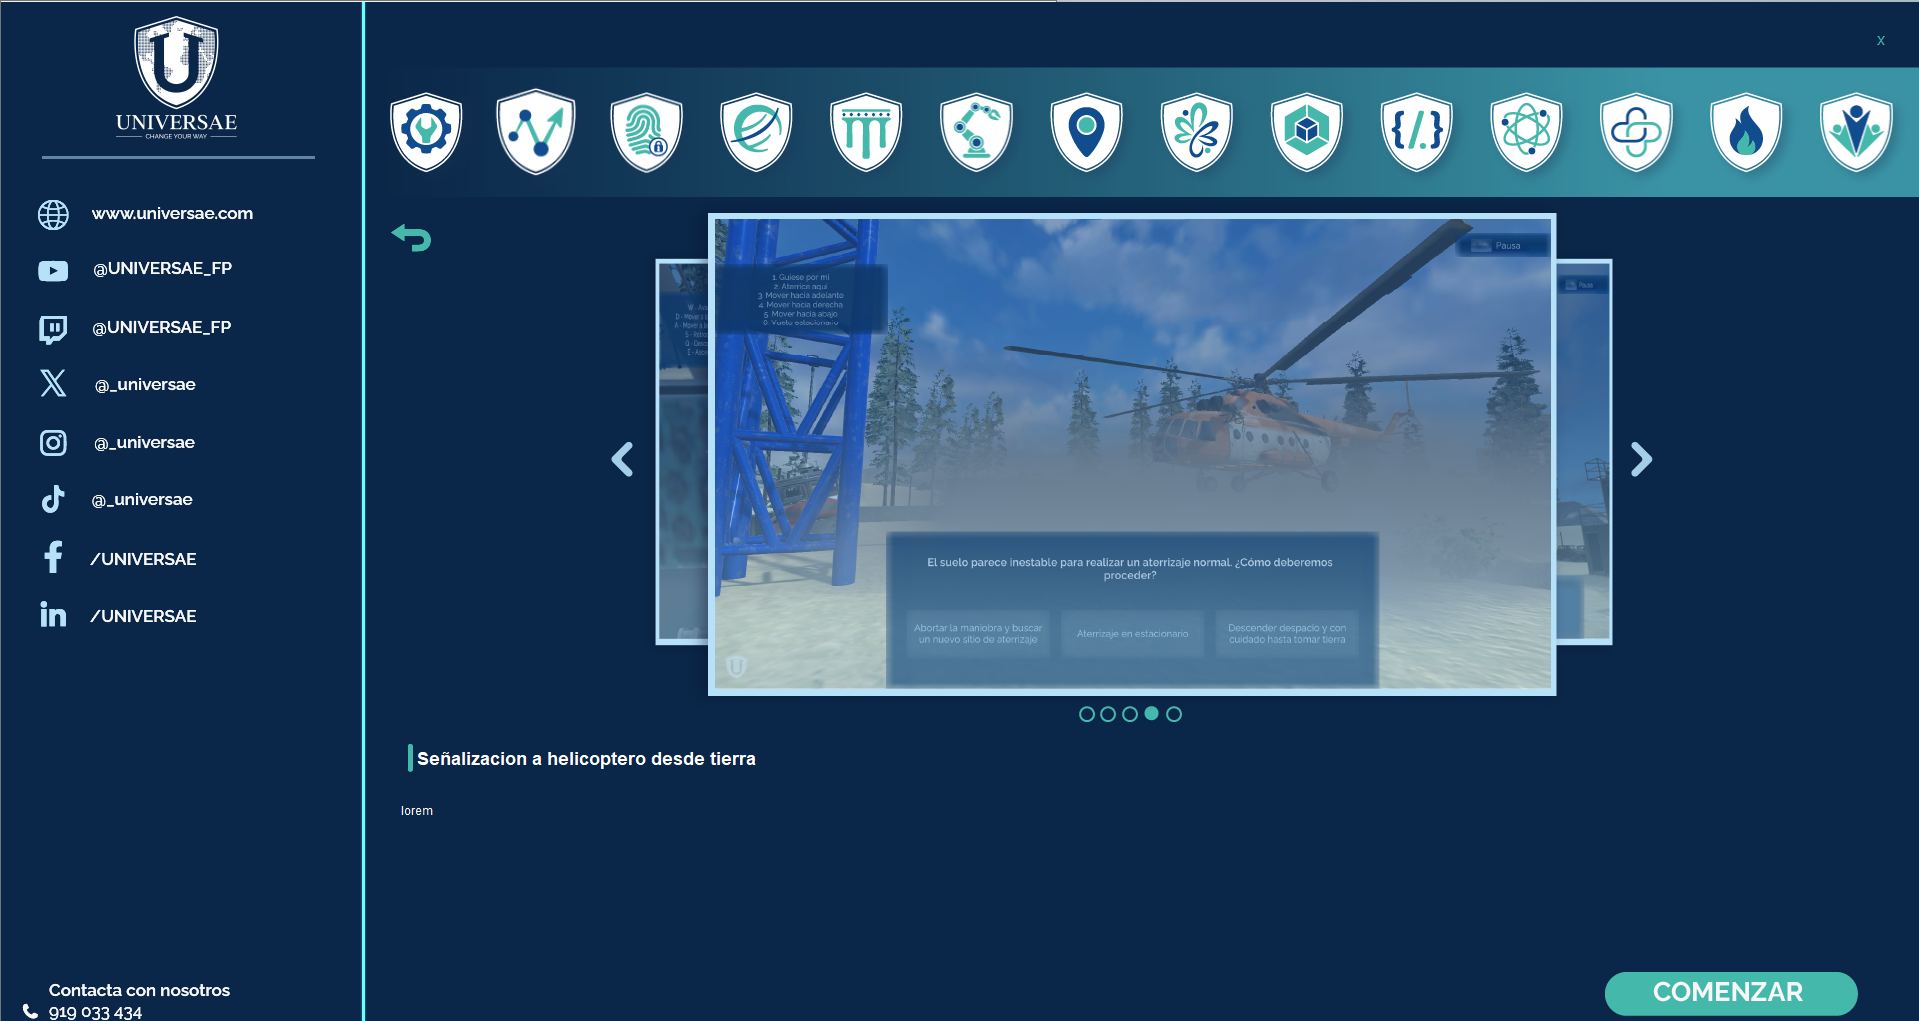 UNIVERSAE
CHANGE YOUR WAY
www.universae.com
@UNIVERSAE_FP
@UNIVERSAE_FP
@_universae
@_universae
@_universae
/UNIVERSAE
/UNIVERSAE
Contacta con nosotros
919 033 434
X
1. Guiese por mi
2. Aterrice aquí
3. Mover hacia adelante
4. Mover hacia derecha
5. Mover hacia abajo
6. Vuelo estacionario
Pausa
Pausa
El suelo parece inestable para realizar un aterrizaje normal. ¿Cómo deberemos
proceder?
Abortar la maniobra y buscar
un nuevo sitio de aterrizaje
Aterrizaje en estacionario
Descender despacio y con
cuidado hasta tomar tierra
Señalizacion a helicoptero desde tierra
lorem
COMENZAR